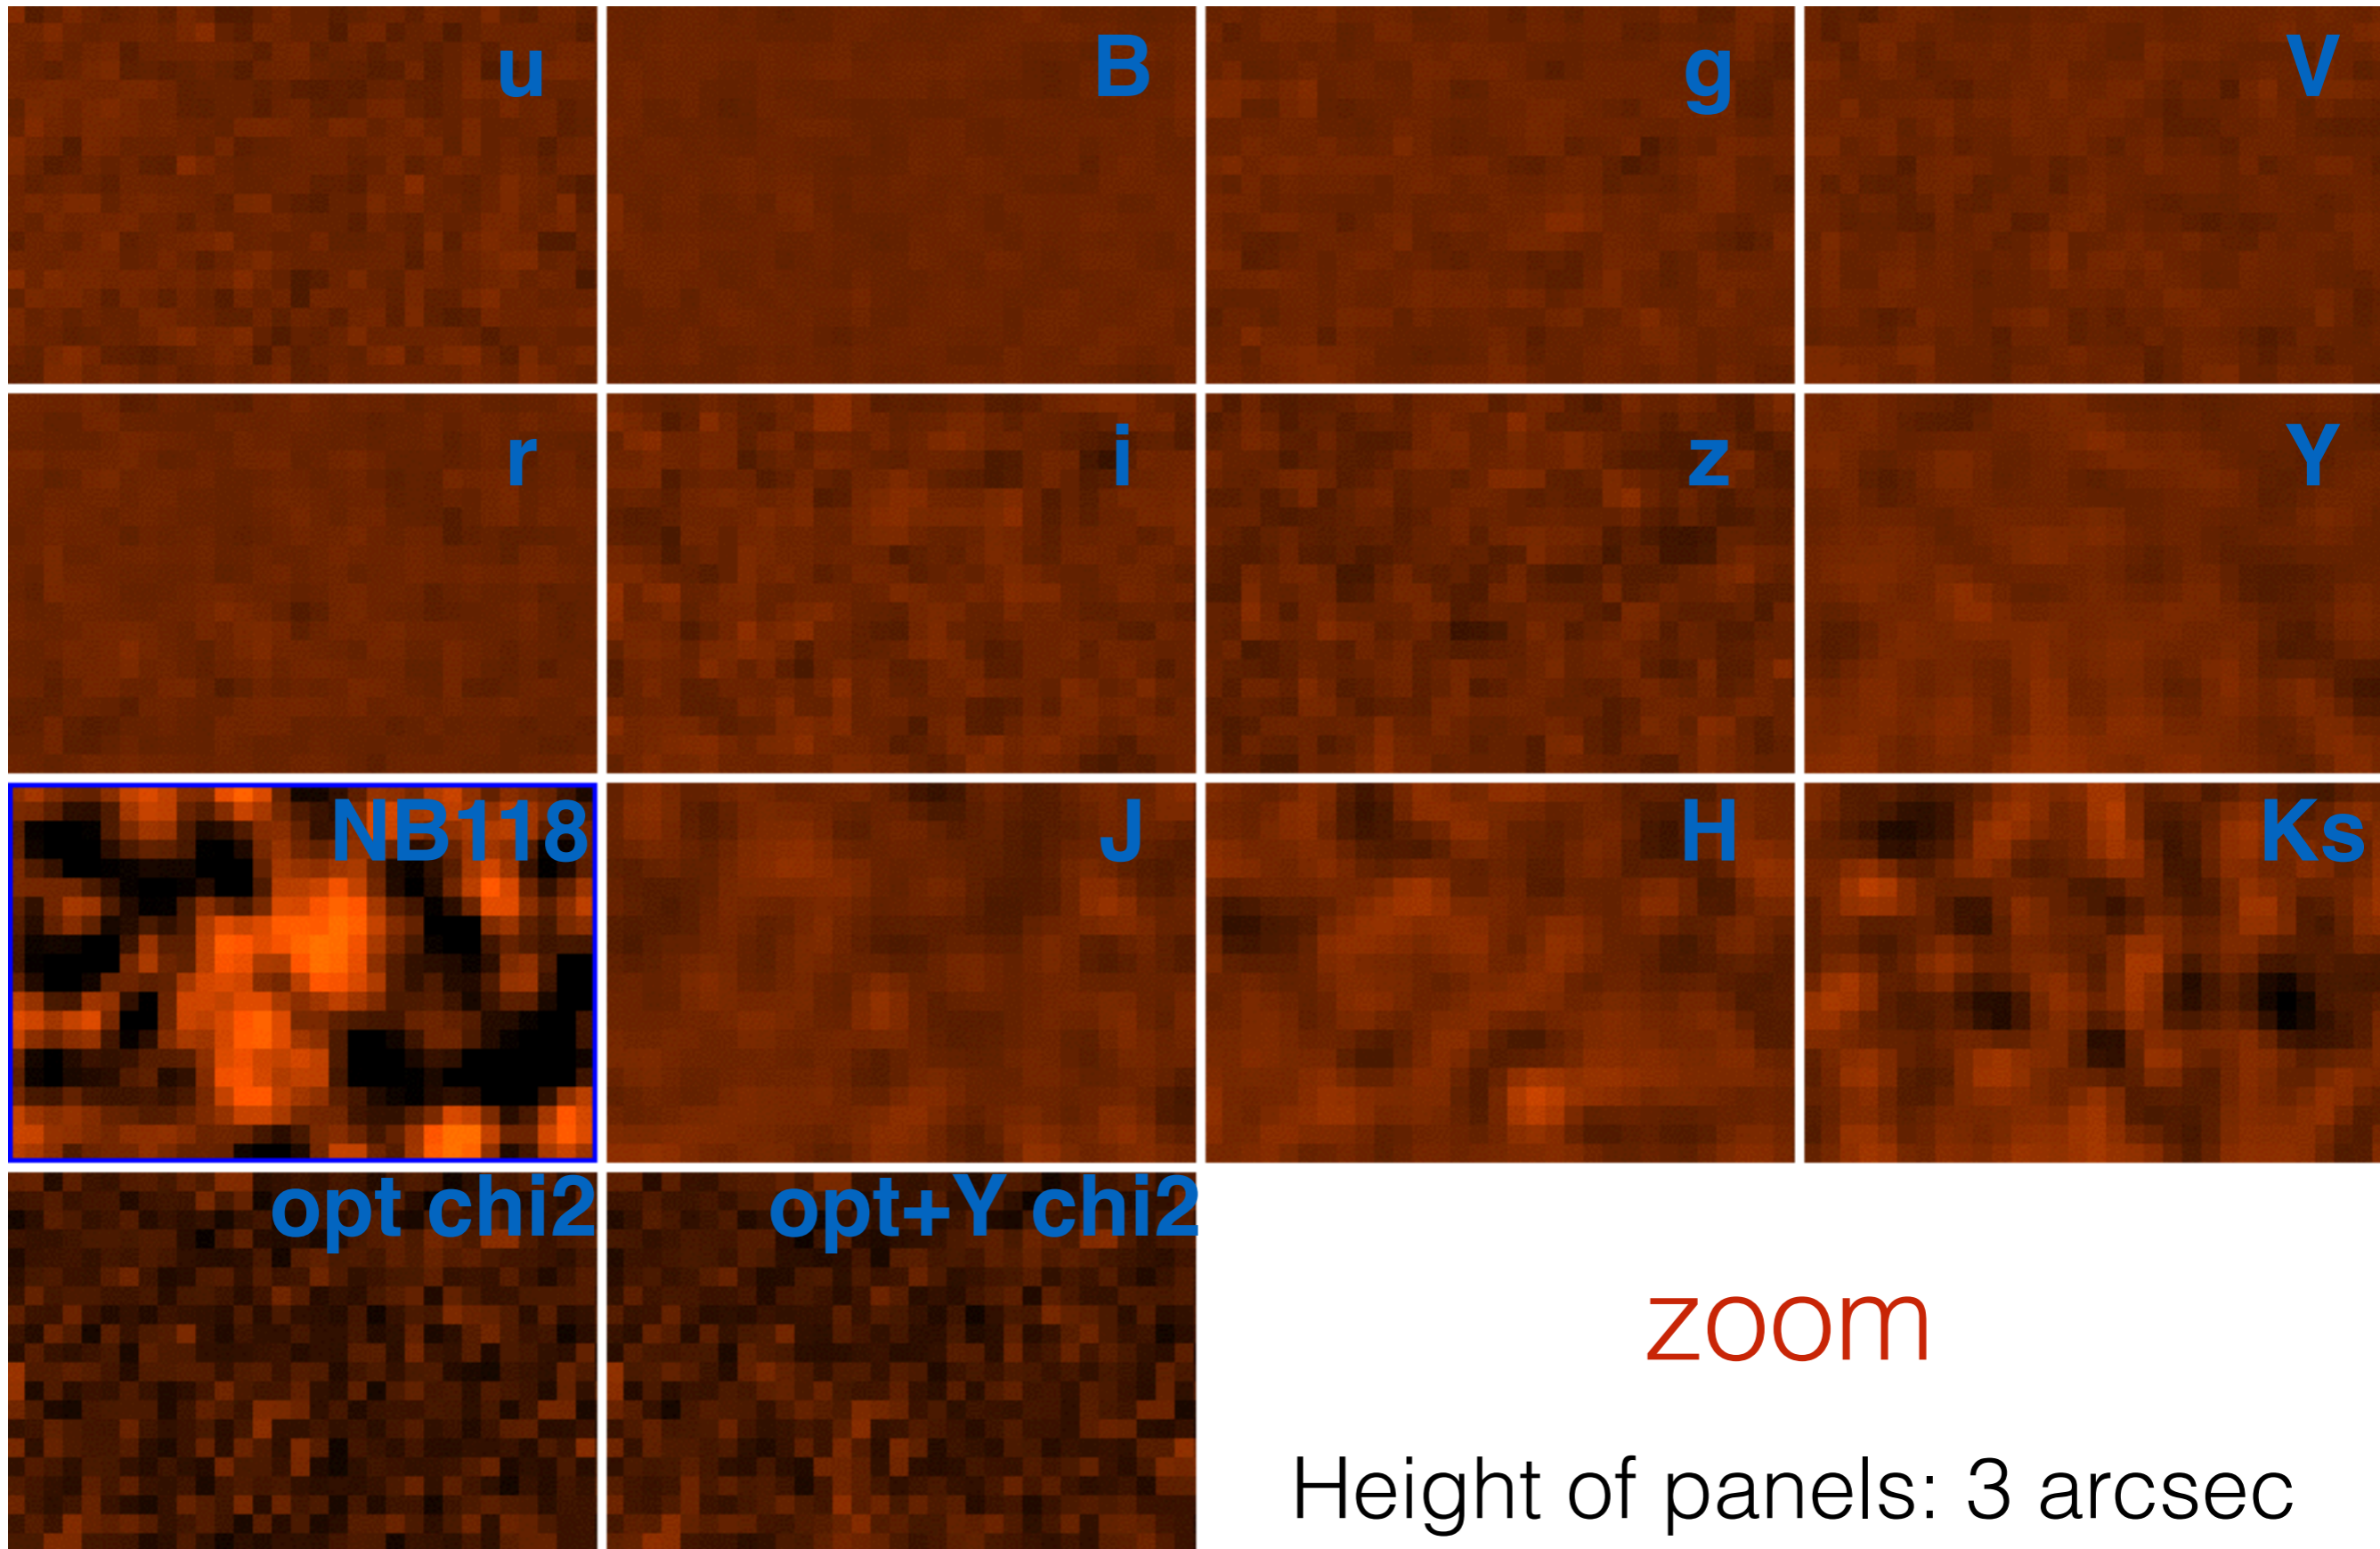 u
B
g
V
r
i
z
Y
NB118
J
H
Ks
opt chi2
opt+Y chi2
zoom
Height of panels: 3 arcsec